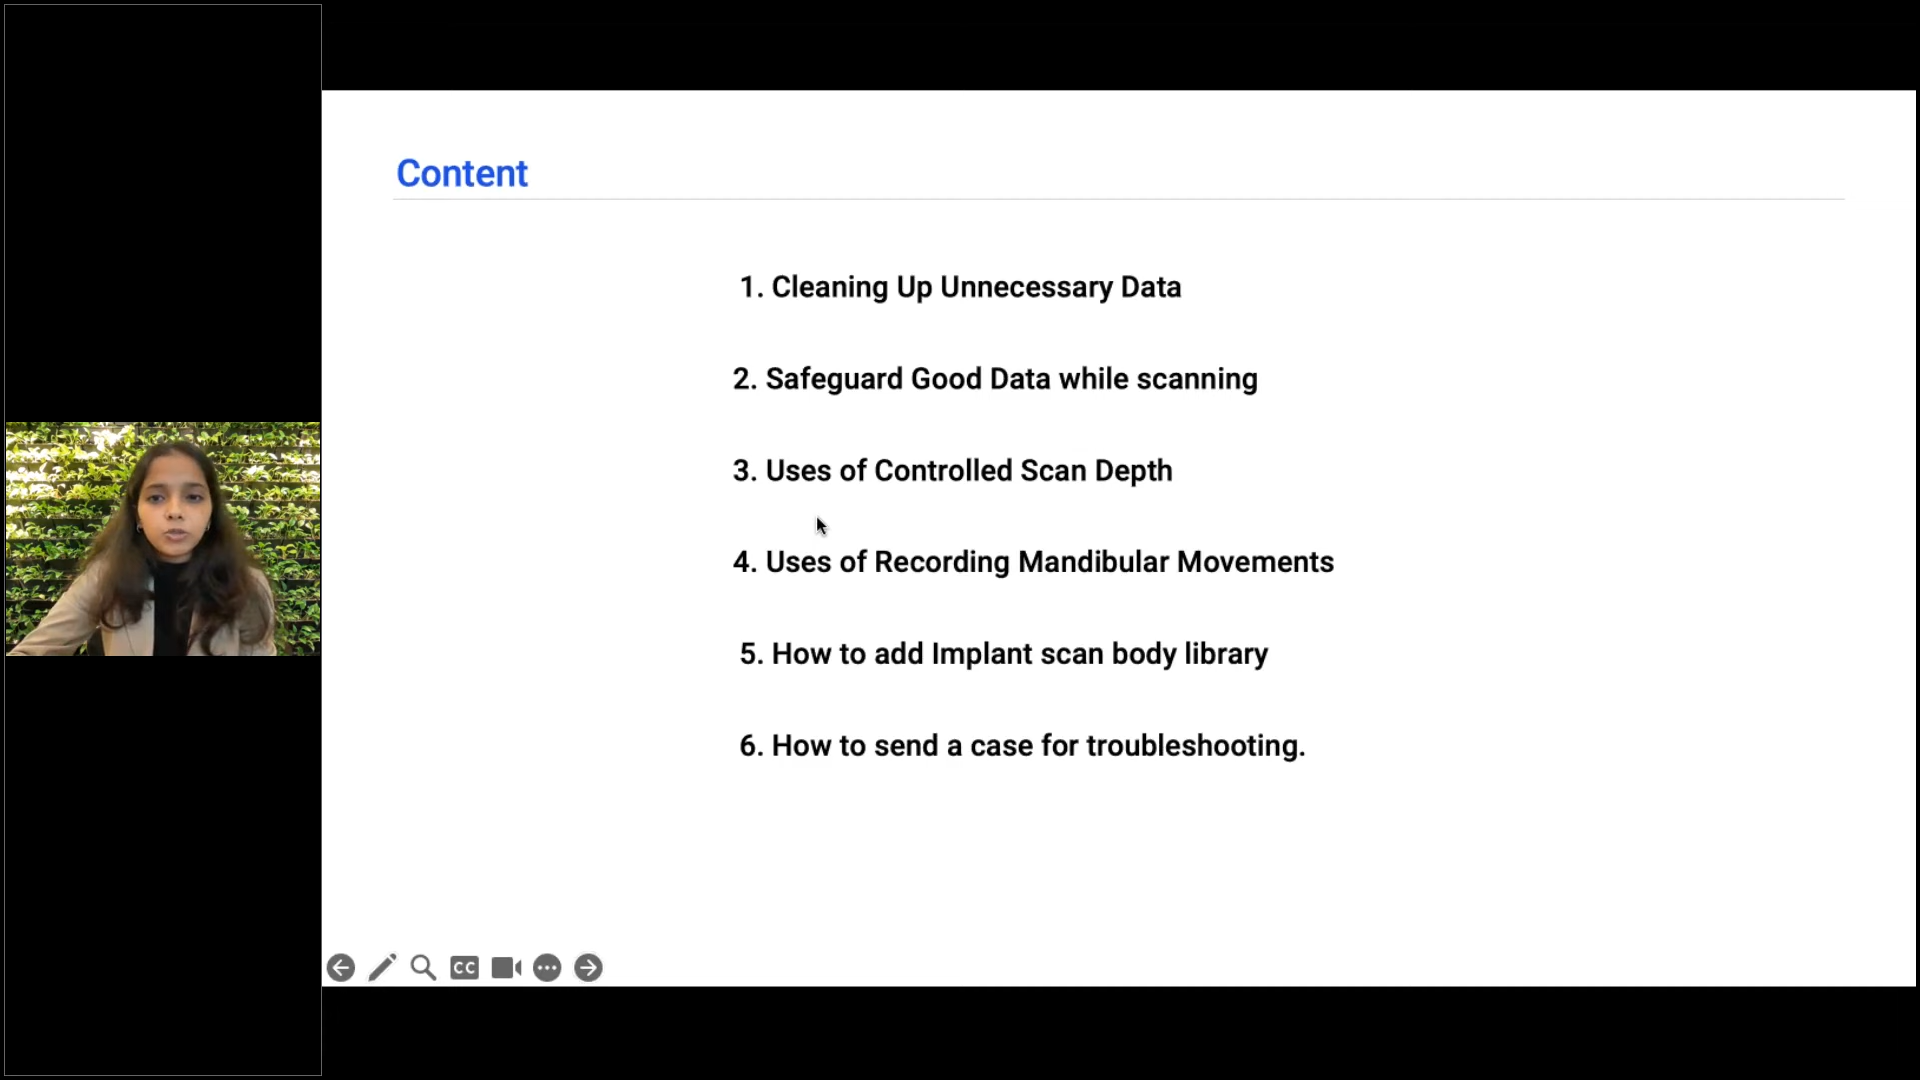 Content
1. Cleaning Up Unnecessary Data
2. Safeguard Good Data while scanning
3. Uses of Controlled Scan Depth
4. Uses of Recording Mandibular Movements
5. How to add Implant scan body library
6. How to send a case for troubleshooting.
CC